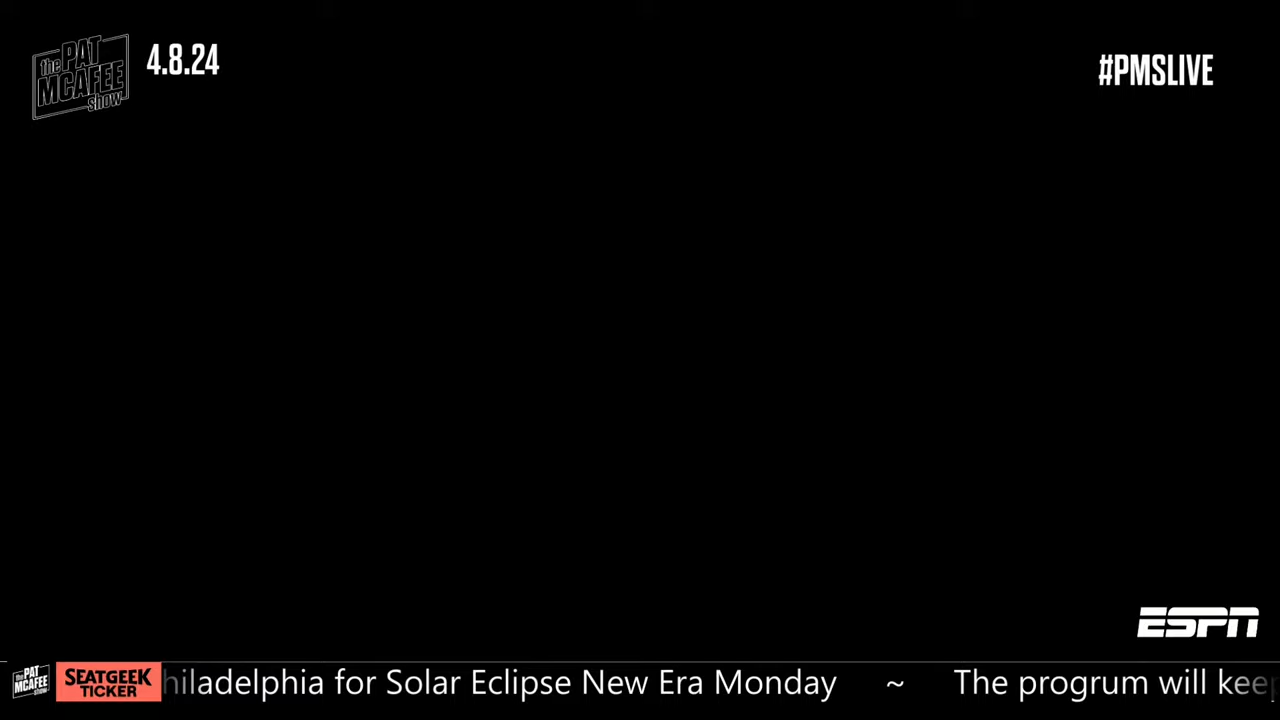 the PAT MCAFEE show
4.8.24
#PMSLIVE
ESPN
the PAT MCAFEE show
SEATGEEK TICKER
hiladelphia for Solar Eclipse New Era Monday ~ The progrum will keep